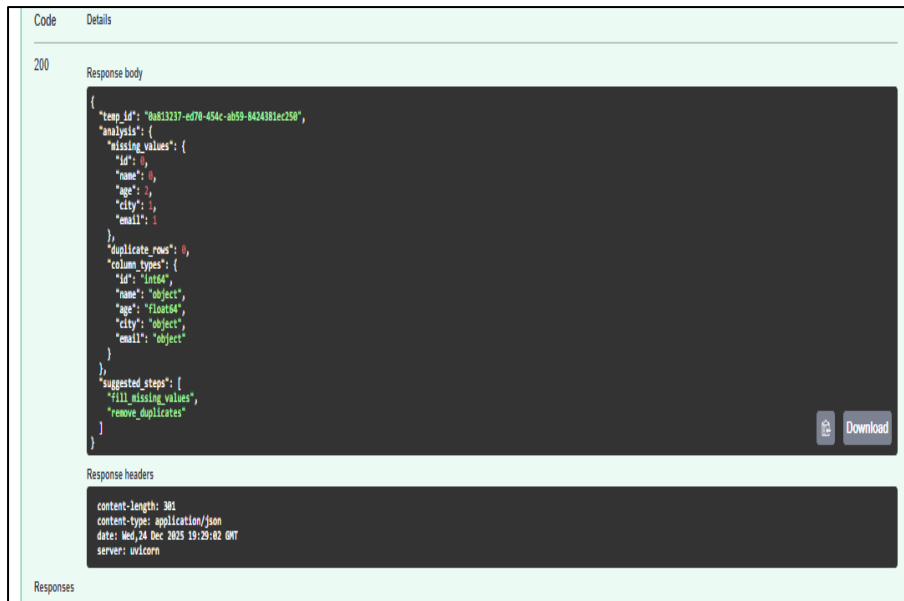 Code Details
200
Response body
{
  "temp_id": "0a813237-ed70-454c-ab59-8424381ec250",
  "analysis": {
    "missing_values": {
      "id": 0,
      "name": 0,
      "age": 2,
      "city": 1,
      "email": 1
    },
    "duplicate_rows": 0,
    "column_types": {
      "id": "int64",
      "name": "object",
      "age": "float64",
      "city": "object",
      "email": "object"
    }
  },
  "suggested_steps": [
    "fill_missing_values",
    "remove_duplicates"
  ]
}
Download
Response headers
content-length: 301
content-type: application/json
date: Wed,24 Dec 2025 19:29:02 GMT
server: uvicorn
Responses